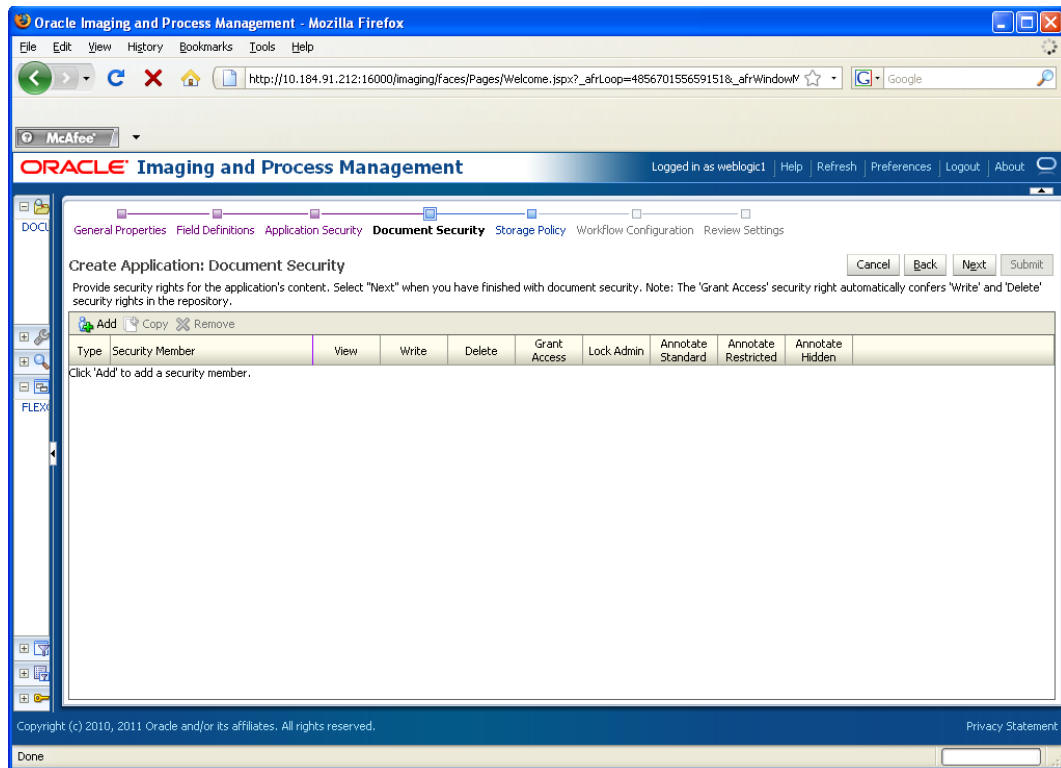 Oracle Imaging and Process Management - Mozilla Firefox
File Edit View History Bookmarks Tools Help
http://10.184.91.212:16000/imaging/faces/Pages/Welcome.jspx?_afrLoop=485670155659151&_afrWindowM
G Google
McAfee
ORACLE Imaging and Process Management
Logged in as weblogic1 | Help | Refresh | Preferences | Logout | About
DOCU
General Properties Field Definitions Application Security Document Security Storage Policy Workflow Configuration Review Settings
Create Application: Document Security
Cancel Back Next Submit
Provide security rights for the application's content. Select "Next" when you have finished with document security. Note: The 'Grant Access' security right automatically confers 'Write' and 'Delete'
security rights in the repository.
Add Copy Remove
Type Security Member View Write Delete Grant Access Lock Admin Annotate Standard Annotate Restricted Annotate Hidden
Click 'Add' to add a security member.
FLEXC
Copyright (c) 2010, 2011 Oracle and/or its affiliates. All rights reserved.
Privacy Statement
Done